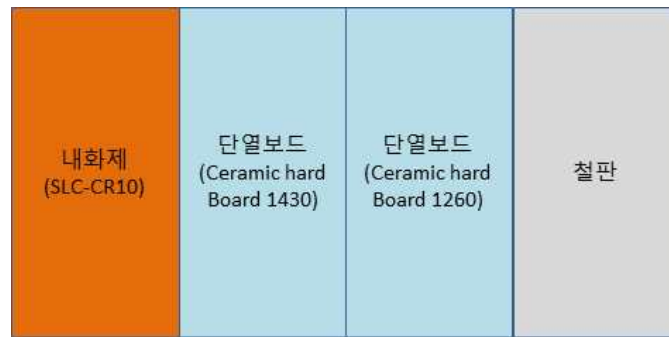 내화제
(SLC-CR10)
단열보드
(Ceramic hard
Board 1430)
단열보드
(Ceramic hard
Board 1260)
철판